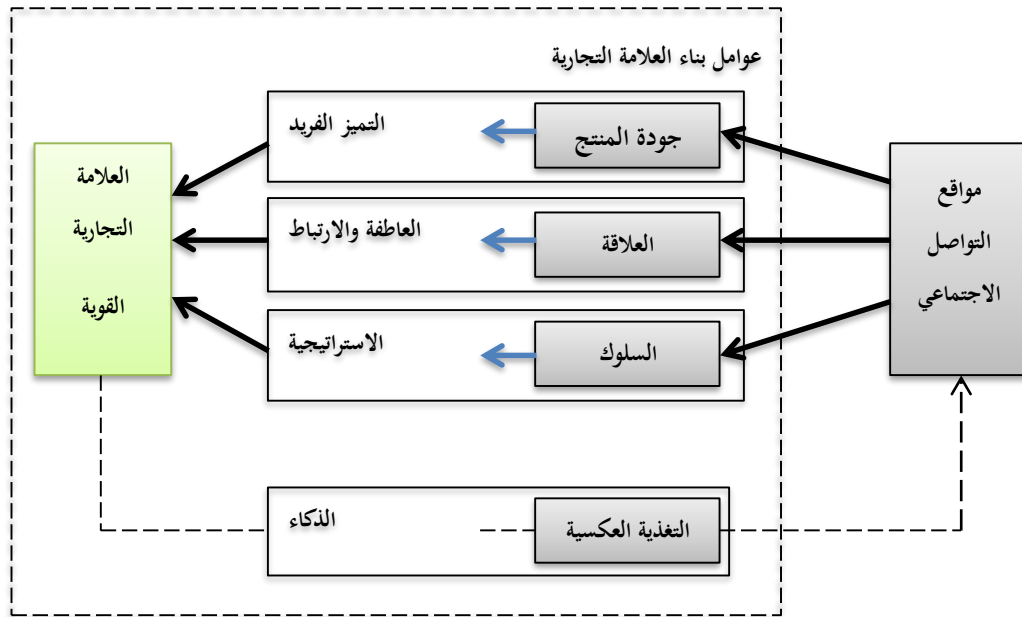 عوامل بناء العلامة التجارية
مواقع
التواصل
الاجتماعي
جودة المنتج
التميز الفريد
العلاقة
العاطفة والارتباط
السلوك
الاستراتيجية
العلامة
التجارية
القوية
التغذية العكسية
الذكاء